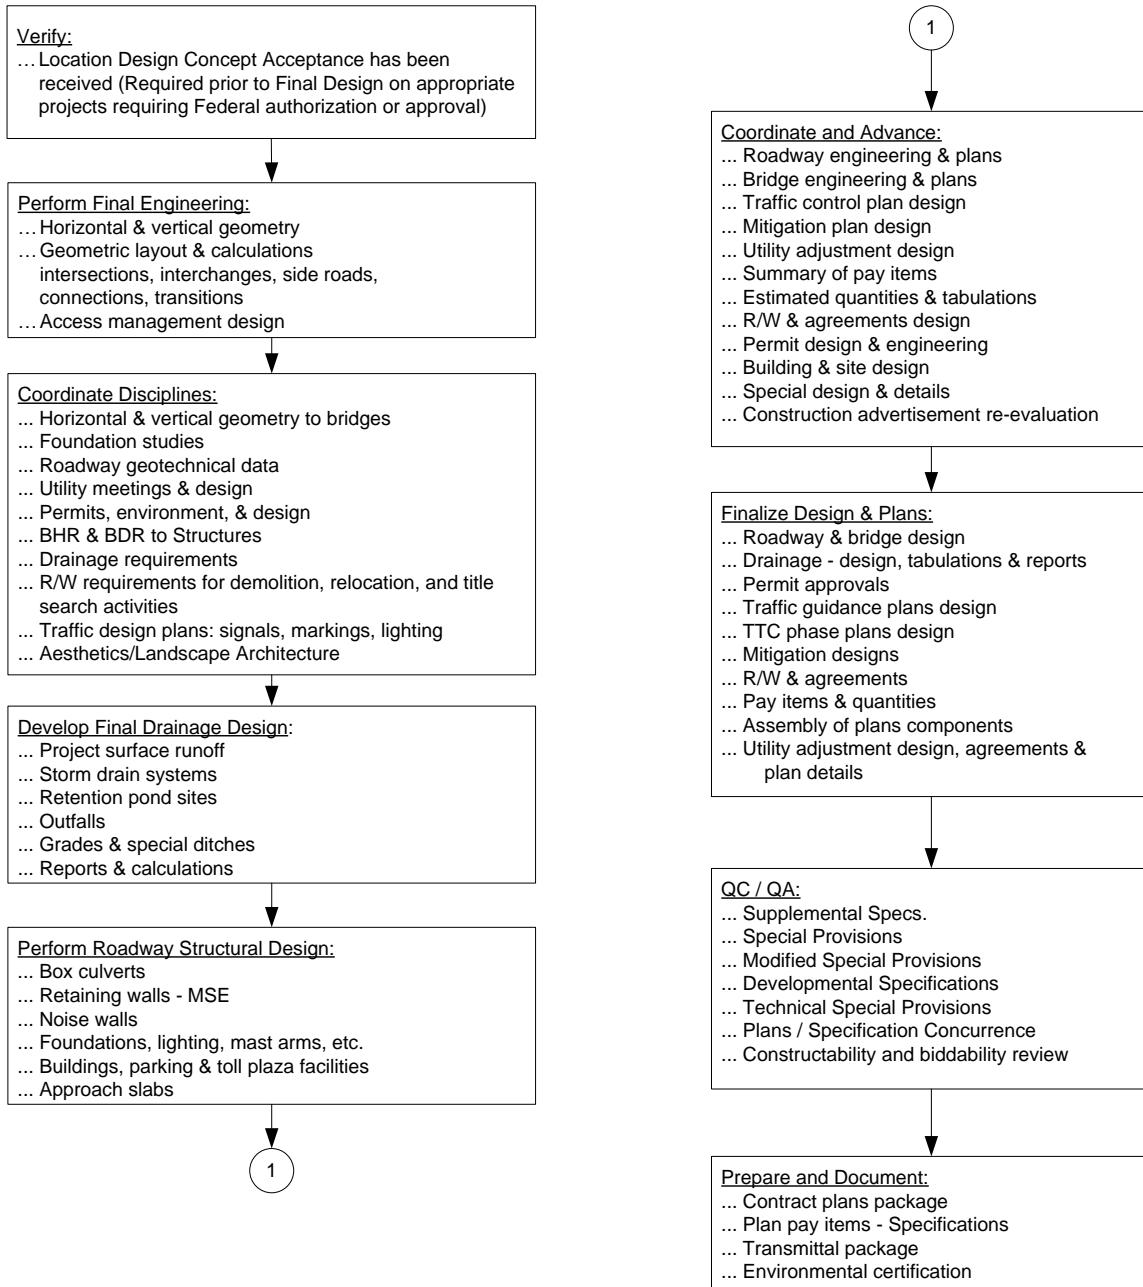 Verify:
…Location Design Concept Acceptance has been
received (Required prior to Final Design on appropriate
projects requiring Federal authorization or approval)
Perform Final Engineering:
…Horizontal & vertical geometry
…Geometric layout & calculations
intersections, interchanges, side roads,
connections, transitions
…Access management design
Coordinate Disciplines:
... Horizontal & vertical geometry to bridges
... Foundation studies
... Roadway geotechnical data
... Utility meetings & design
... Permits, environment, & design
... BHR & BDR to Structures
... Drainage requirements
... R/W requirements for demolition, relocation, and title
search activities
... Traffic design plans: signals, markings, lighting
... Aesthetics/Landscape Architecture
Develop Final Drainage Design:
... Project surface runoff
... Storm drain systems
... Retention pond sites
... Outfalls
... Grades & special ditches
... Reports & calculations
Perform Roadway Structural Design:
... Box culverts
... Retaining walls - MSE
... Noise walls
... Foundations, lighting, mast arms, etc.
... Buildings, parking & toll plaza facilities
... Approach slabs
1
1
Coordinate and Advance:
... Roadway engineering & plans
... Bridge engineering & plans
... Traffic control plan design
... Mitigation plan design
... Utility adjustment design
... Summary of pay items
... Estimated quantities & tabulations
... R/W & agreements design
... Permit design & engineering
... Building & site design
... Special design & details
... Construction advertisement re-evaluation
Finalize Design & Plans:
... Roadway & bridge design
... Drainage - design, tabulations & reports
... Permit approvals
... Traffic guidance plans design
... TTC phase plans design
... Mitigation designs
... R/W & agreements
... Pay items & quantities
... Assembly of plans components
... Utility adjustment design, agreements &
plan details
QC / QA:
... Supplemental Specs.
... Special Provisions
... Modified Special Provisions
... Developmental Specifications
... Technical Special Provisions
... Plans / Specification Concurrence
... Constructability and biddability review
Prepare and Document:
... Contract plans package
... Plan pay items - Specifications
... Transmittal package
... Environmental certification